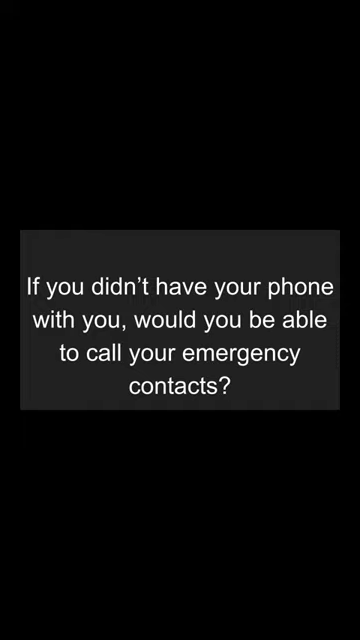 If you didn’t have your phone
with you, would you be able
to call your emergency
contacts?